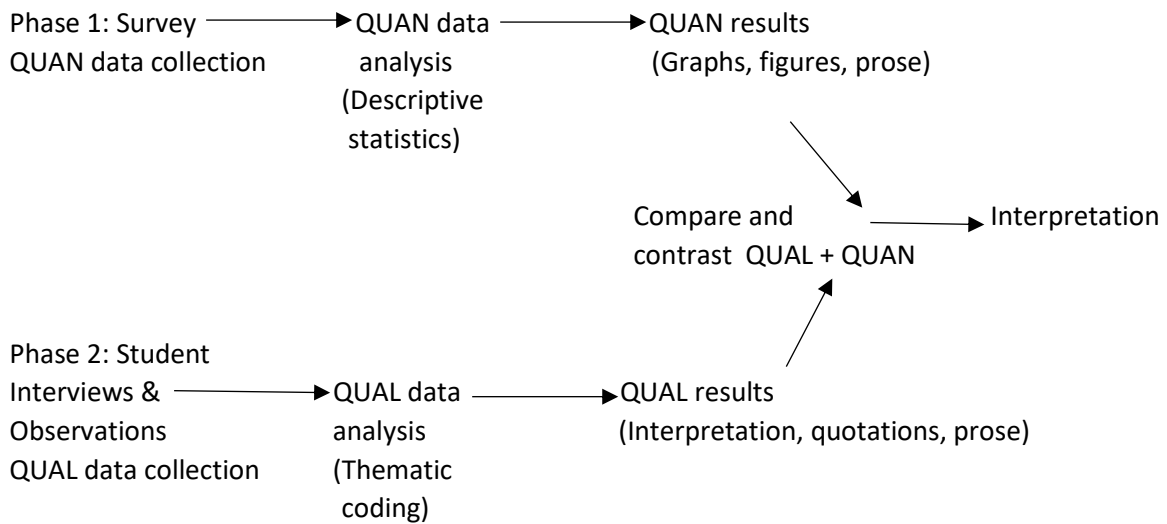 Phase 1: Survey
QUAN data collection
QUAN data
analysis
(Descriptive
statistics)
QUAN results
(Graphs, figures, prose)
Compare and
contrast QUAL + QUAN
Interpretation
Phase 2: Student
Interviews &
Observations
QUAL data collection
QUAL data
analysis
(Thematic
coding)
QUAL results
(Interpretation, quotations, prose)